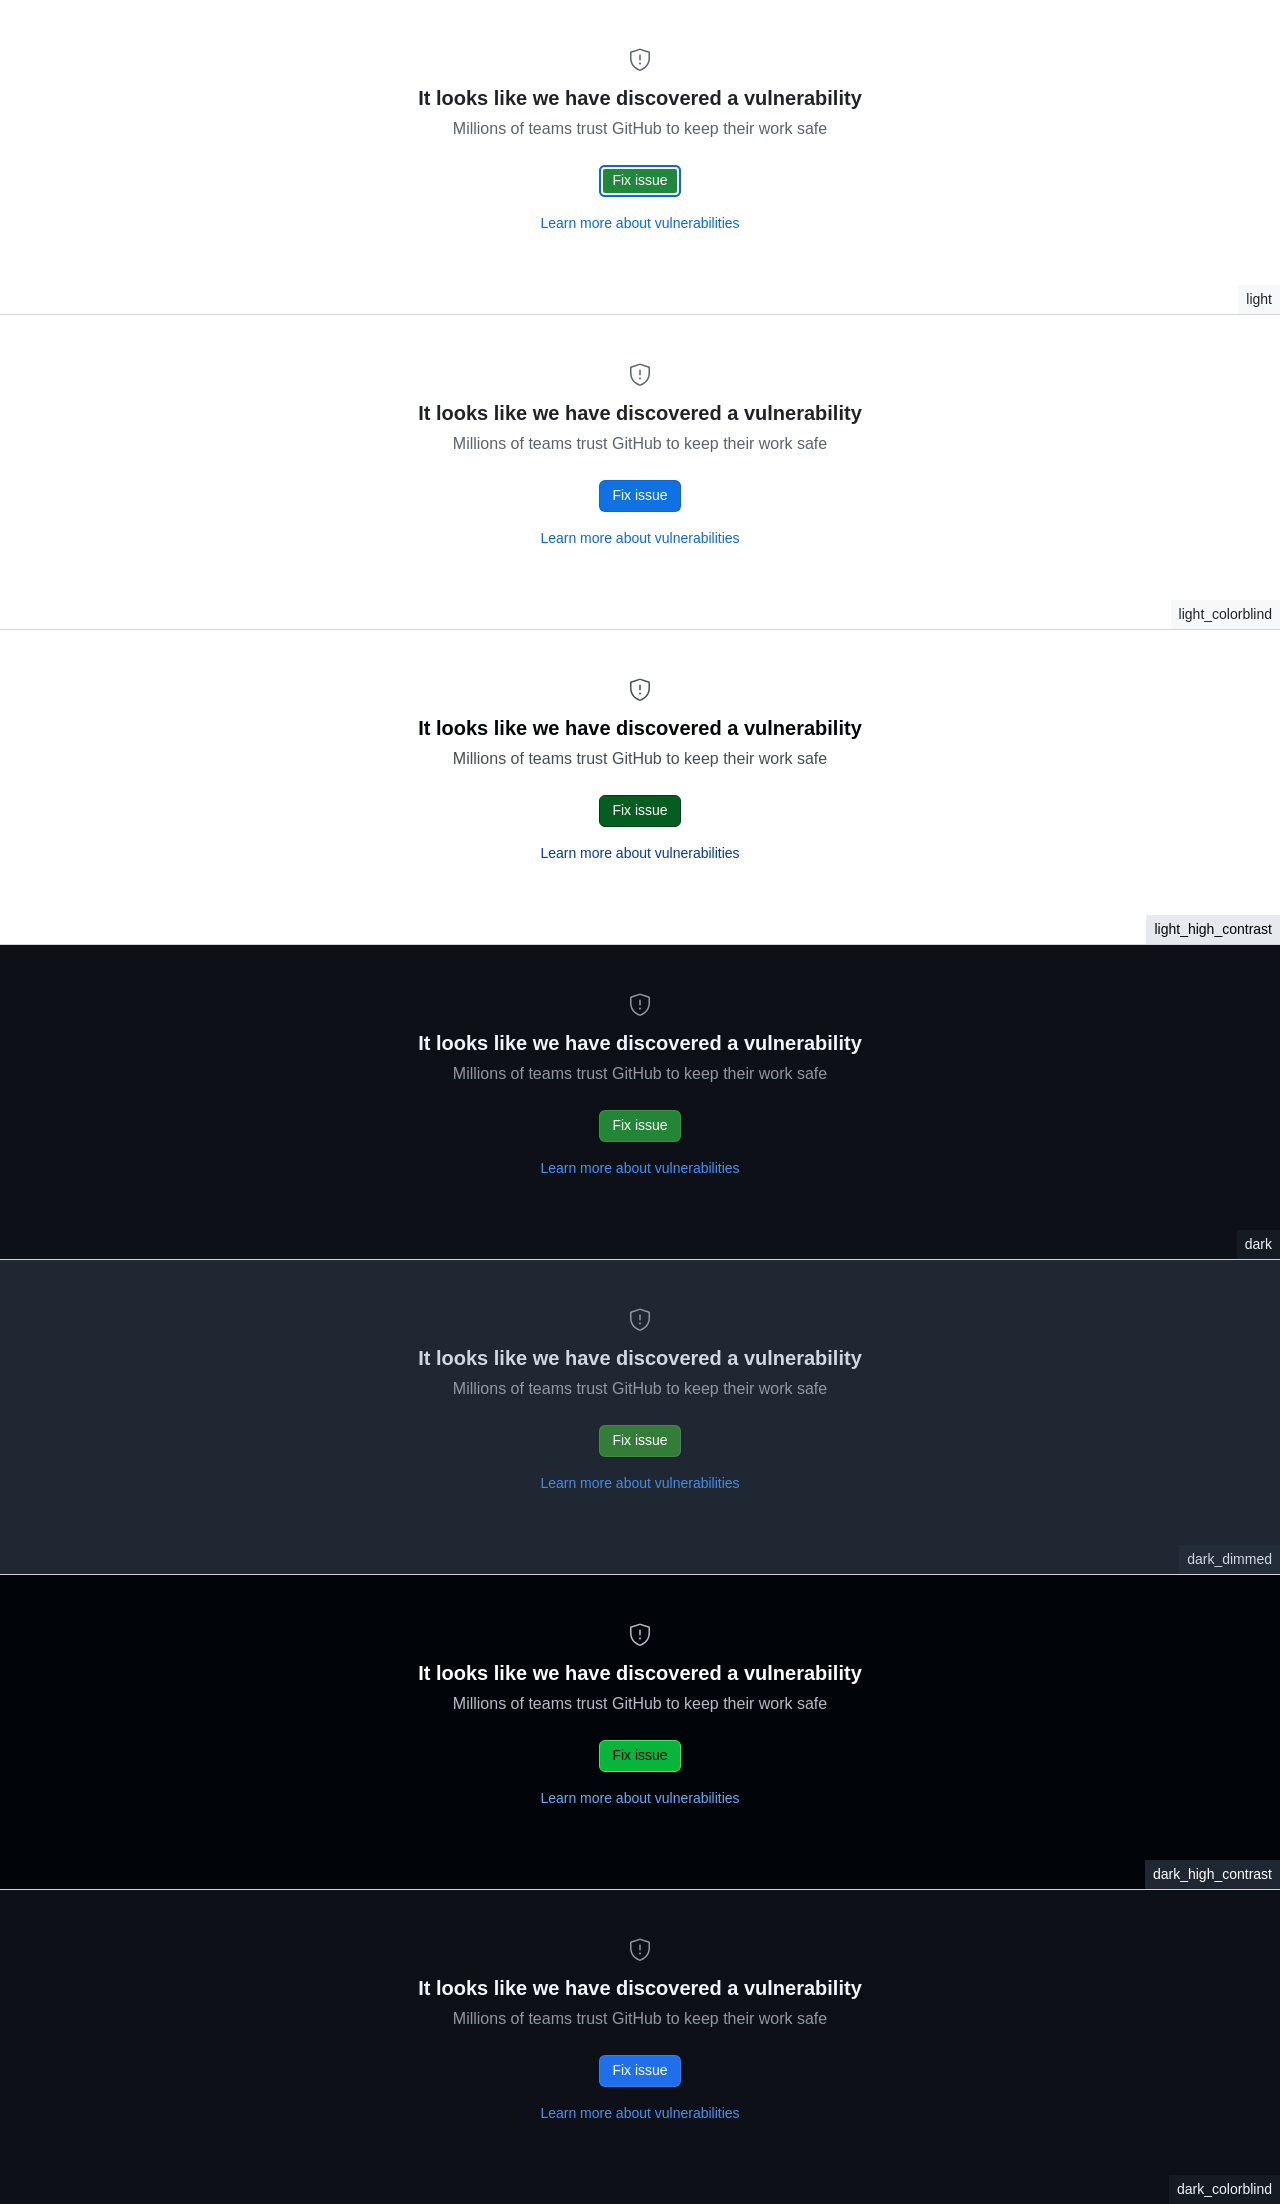 It looks like we have discovered a vulnerability
Millions of teams trust GitHub to keep their work safe
Fix issue
Learn more about vulnerabilities
light
It looks like we have discovered a vulnerability
Millions of teams trust GitHub to keep their work safe
Fix issue
Learn more about vulnerabilities
light_colorblind
It looks like we have discovered a vulnerability
Millions of teams trust GitHub to keep their work safe
Fix issue
Learn more about vulnerabilities
light_high_contrast
It looks like we have discovered a vulnerability
Millions of teams trust GitHub to keep their work safe
Fix issue
Learn more about vulnerabilities
dark
It looks like we have discovered a vulnerability
Millions of teams trust GitHub to keep their work safe
Fix issue
Learn more about vulnerabilities
dark_dimmed
It looks like we have discovered a vulnerability
Millions of teams trust GitHub to keep their work safe
Fix issue
Learn more about vulnerabilities
dark_high_contrast
It looks like we have discovered a vulnerability
Millions of teams trust GitHub to keep their work safe
Fix issue
Learn more about vulnerabilities
dark_colorblind